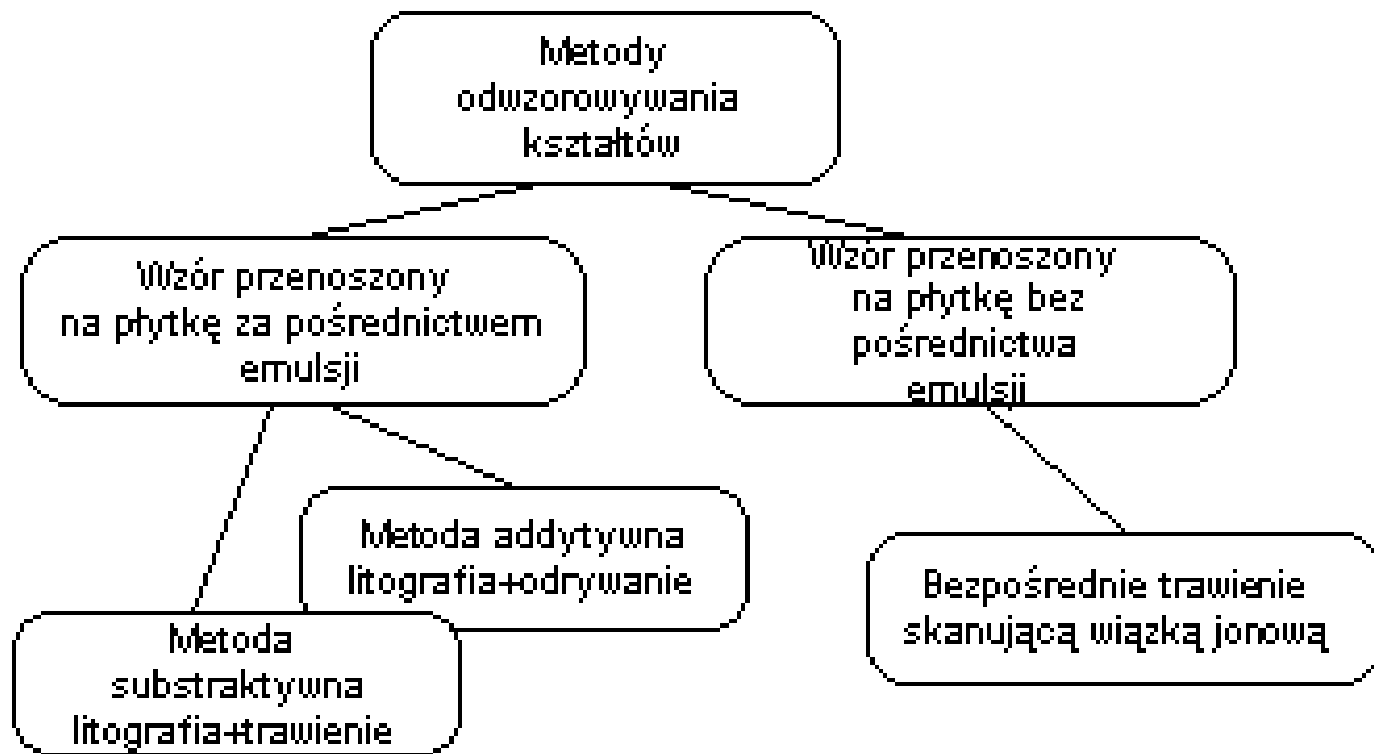 Metody
odwzorowywania
kształtów
Wzór przenoszony
na płytkę za pośrednictwem
emulsji
Wzór przenoszony
na płytkę bez
pośrednictwa
emulsji
Metoda addytywna
litografia+odrywanie
Metoda
substraktywna
litografia+trawienie
Bezpośrednie trawienie
skanującą wiązką jonową